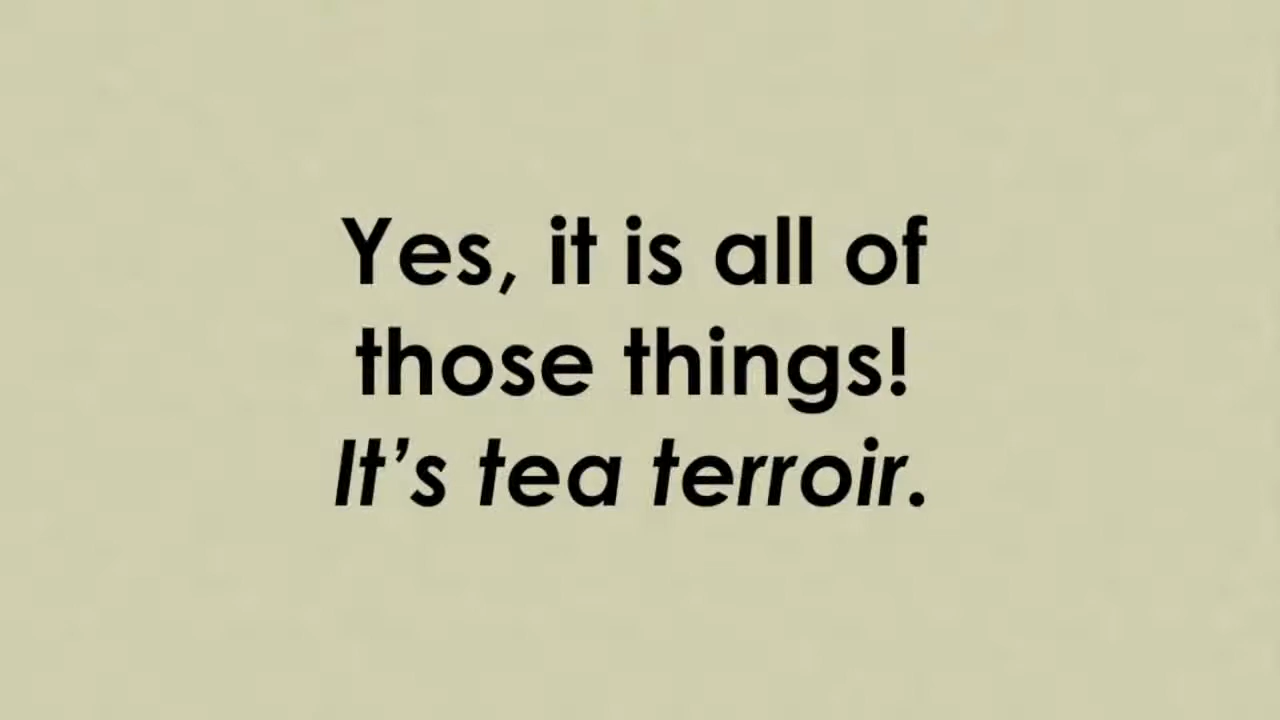 Yes, it is all of
those things!
It’s tea terroir.